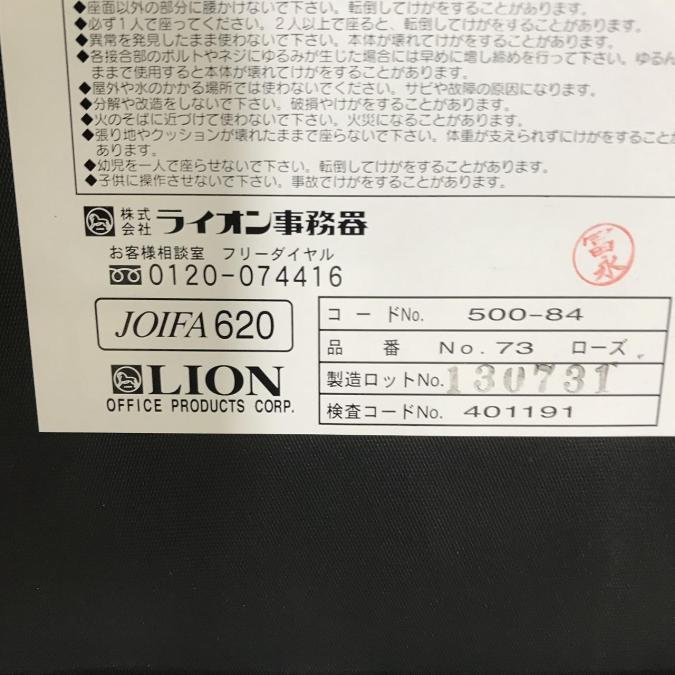 ◆座面以外の部分に腰かけないで下さい。転倒してけがをすることがあります。
◆必ず1人で座ってください。2人以上で座ると、転倒してけがをすることがあります。
◆異常を発見したまま使わないで下さい。本体が壊れてけがをすることがあります。
◆各接合部のボルトやネジにゆるみが生じた場合には早めに増し締めを行って下さい。ゆるん
ままで使用すると本体が壊れてけがをすることがあります。
◆屋外や水のかかる場所では使わないでください。サビや故障の原因になります。
◆分解や改造をしないで下さい。破損やけがをすることがあります。
◆火のそばに近づけて使わないで下さい。火災になることがあります。
◆張り地やクッションが壊れたままで座らないで下さい。体重が支えられずにけがをすることが
あります。
◆幼児を一人で座らせないで下さい。転倒してけがをすることがあります。
◆子供に操作させないで下さい。事故でけがをすることがあります。
株式会社 ライオン事務器
冨永
お客様相談室 フリーダイヤル
0120-074416
JOIFA 620
コードNo. 500-84
品番 No.73 ローズ
製造ロットNo. 130731
検査コードNo. 401191
LION
OFFICE PRODUCTS CORP.